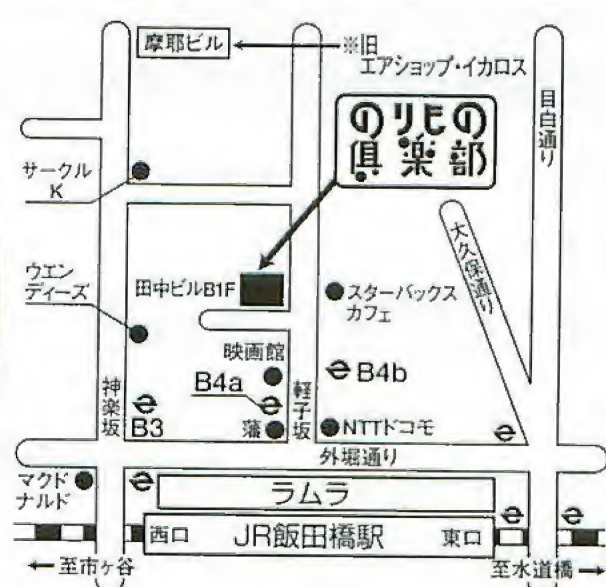 摩耶ビル
※旧
エアショップ・イカロス
のりもの
倶楽部
目白通り
サークル
K
大久保通り
ウエン
ディーズ
田中ビルB1F
スターバックス
カフェ
映画館
B4a
B4b
神楽坂
B3
軽子坂
藩
NTTドコモ
外堀通り
マクド
ナルド
ラムラ
西口
JR飯田橋駅
東口
←至市ヶ谷
至水道橋→